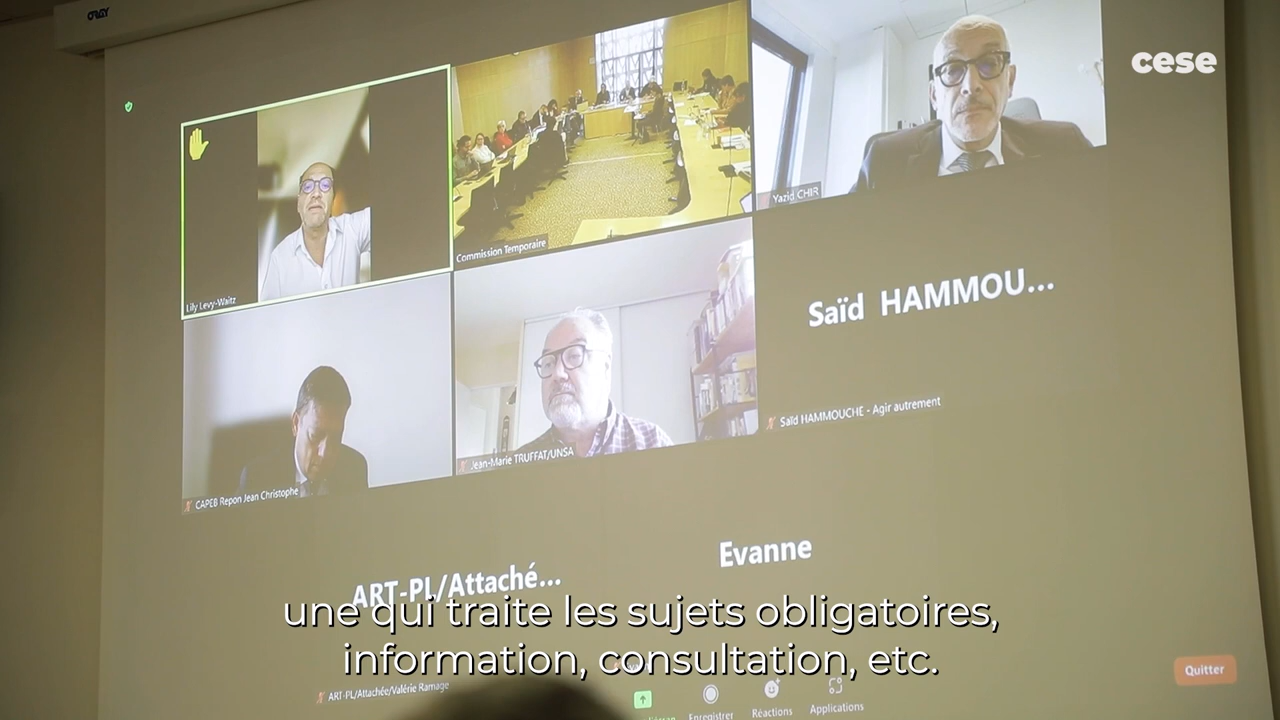 ORAY
cese
Lily Levy-Waitz
Commission Temporaire
Yazid CHIR
Saïd HAMMOU...
CAPEB Repon Jean Christophe
Jean-Marie TRUFFAT/UNSA
Saïd HAMMOUCHE - Agir autrement
ART-PL/Attaché...
Evanne
une qui traite les sujets obligatoires,
information, consultation, etc.
ART-PL/Attachée/Valérie Ramage
Enregistrer
Réactions
Applications
Quitter